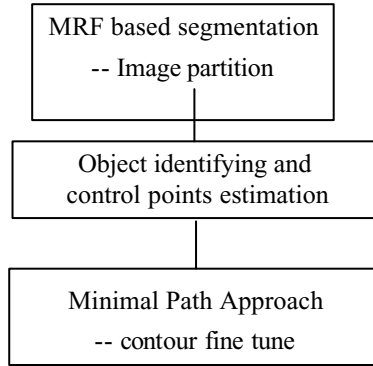 MRF based segmentation
-- Image partition
Object identifying and
control points estimation
Minimal Path Approach
-- contour fine tune